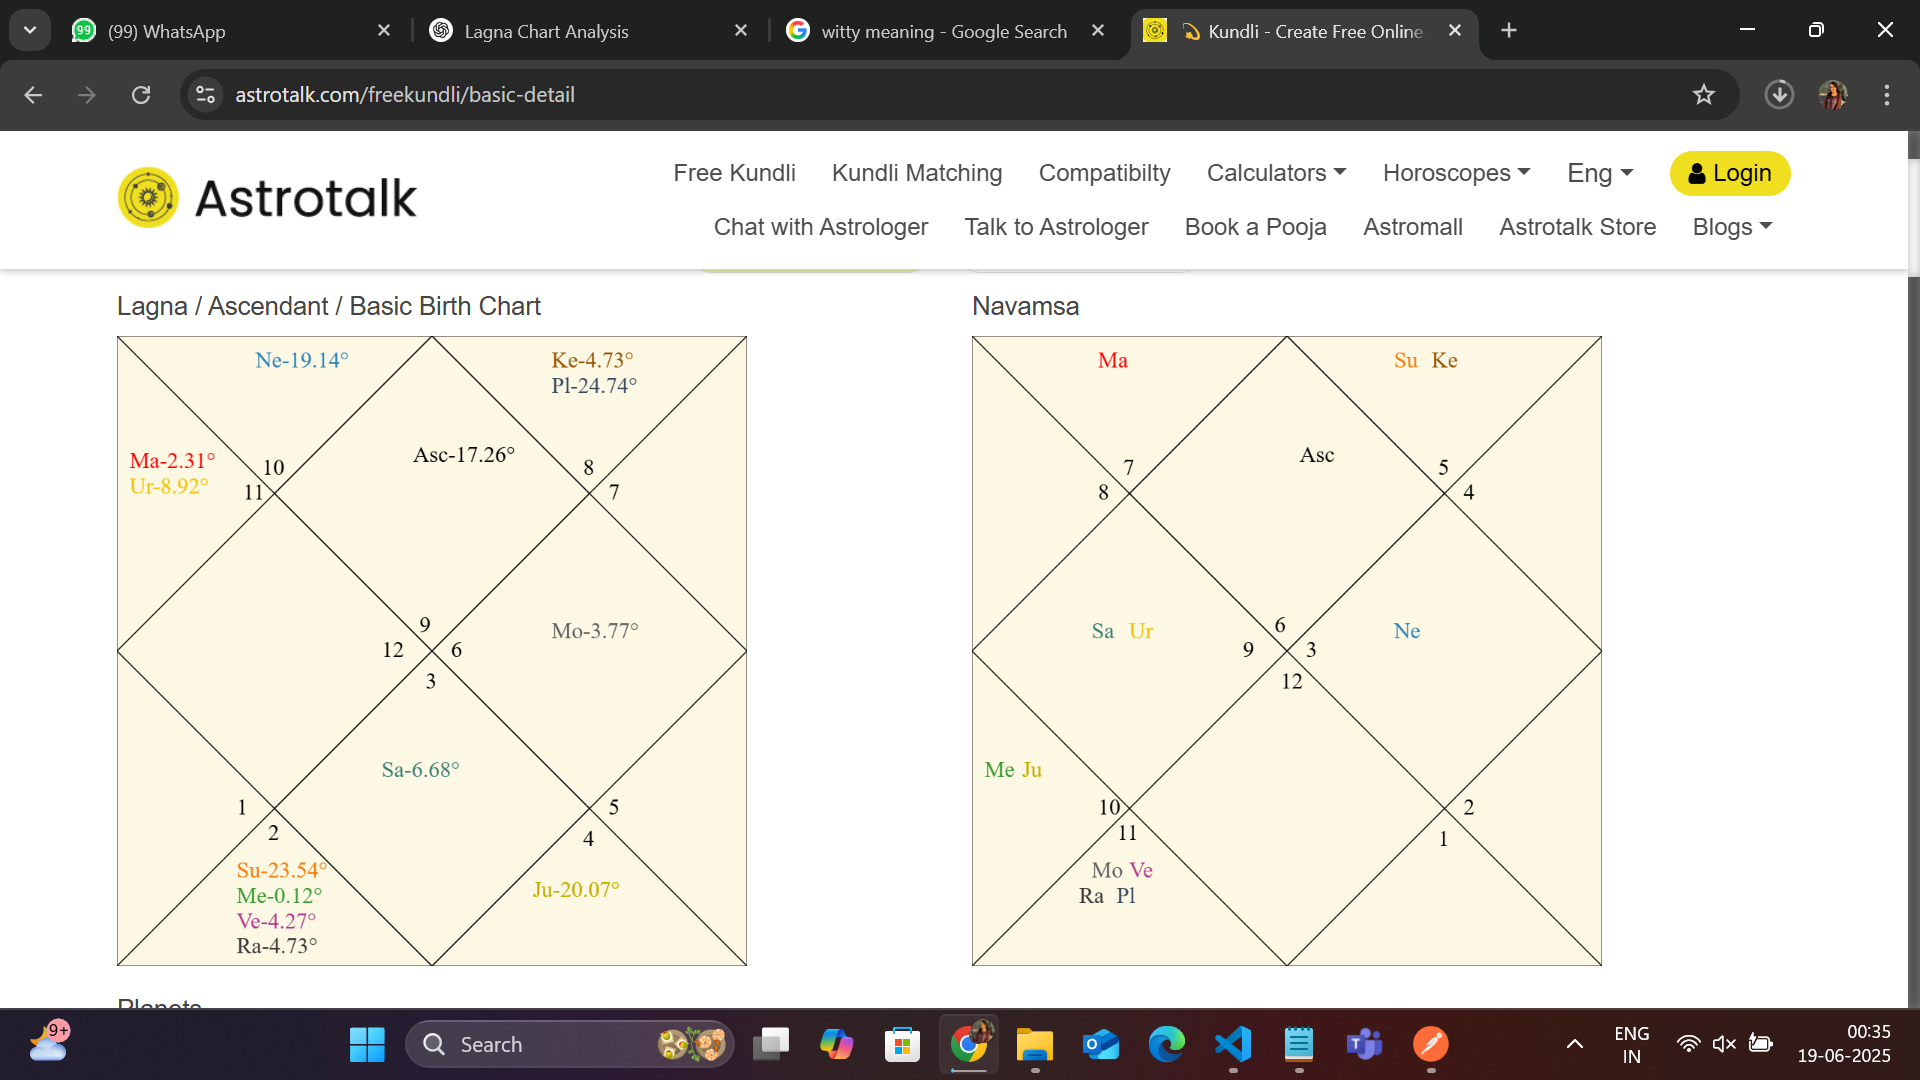 (99) WhatsApp
Lagna Chart Analysis
witty meaning - Google Search
Kundli - Create Free Online
astrotalk.com/freekundli/basic-detail
Astrotalk
Free Kundli Kundli Matching Compatibilty Calculators Horoscopes Eng Login
Chat with Astrologer Talk to Astrologer Book a Pooja Astromall Astrotalk Store Blogs
Lagna / Ascendant / Basic Birth Chart
Ne-19.14°
Ke-4.73°
Pl-24.74°
Asc-17.26°
Ma-2.31°
Ur-8.92°
10
11
8
7
9
12 6
3
Mo-3.77°
Sa-6.68°
1
2
5
4
Su-23.54°
Me-0.12°
Ve-4.27°
Ra-4.73°
Ju-20.07°
Navamsa
Ma
Su Ke
Asc
7
8
5
4
Sa Ur
6
9 3
12
Ne
Me Ju
10
11
2
1
Mo Ve
Ra Pl
Planets
9+
Search
ENG
IN
00:35
19-06-2025